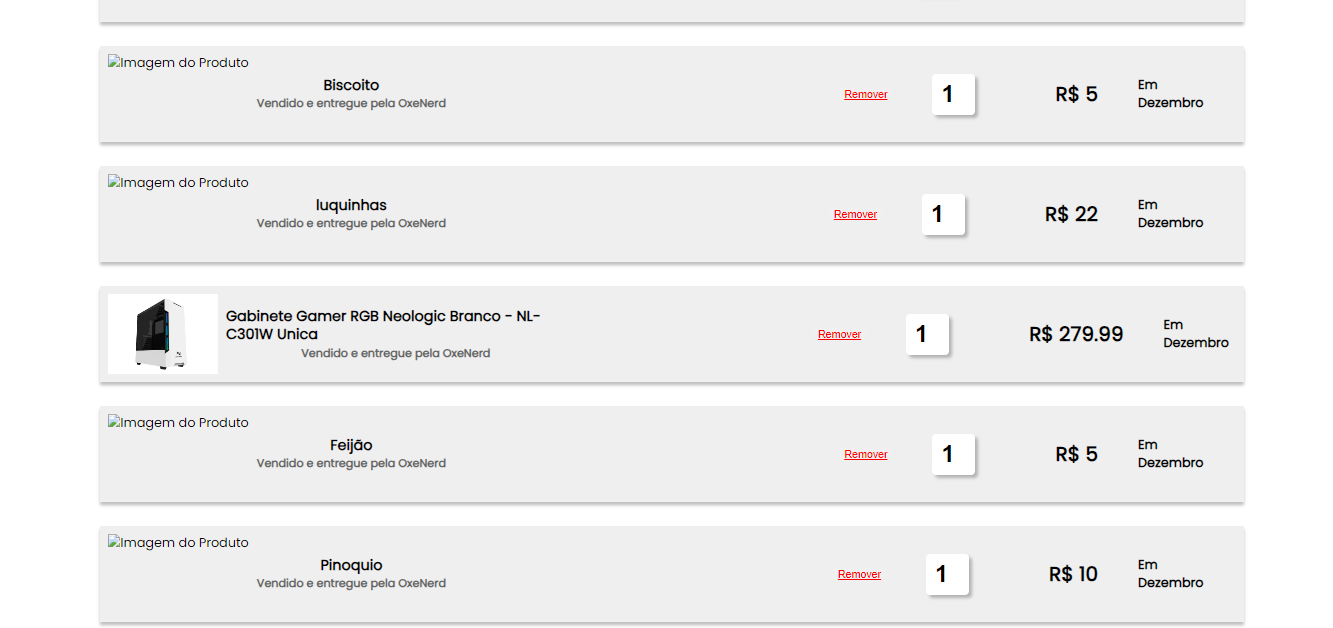 Imagem do Produto
Biscoito
Vendido e entregue pela OxeNerd
Remover
1
R$ 5
Em
Dezembro
Imagem do Produto
luquinhas
Vendido e entregue pela OxeNerd
Remover
1
R$ 22
Em
Dezembro
Gabinete Gamer RGB Neologic Branco - NL-
C301W Unica
Vendido e entregue pela OxeNerd
Remover
1
R$ 279.99
Em
Dezembro
Imagem do Produto
Feijão
Vendido e entregue pela OxeNerd
Remover
1
R$ 5
Em
Dezembro
Imagem do Produto
Pinoquio
Vendido e entregue pela OxeNerd
Remover
1
R$ 10
Em
Dezembro